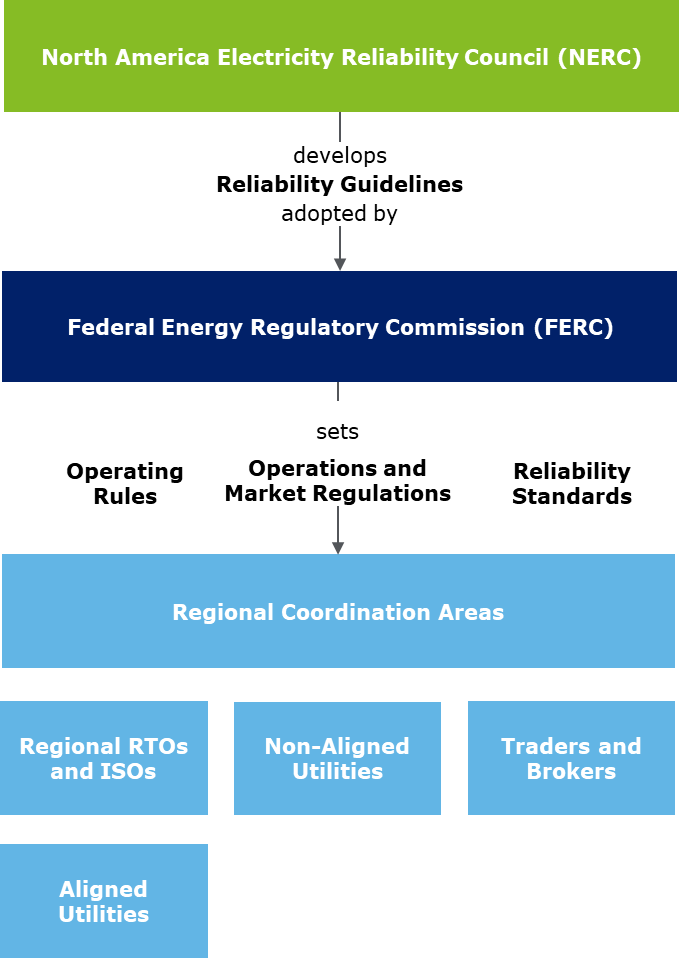 North America Electricity Reliability Council (NERC)
develops
Reliability Guidelines
adopted by
Federal Energy Regulatory Commission (FERC)
sets
Operating
Rules
Operations and
Market Regulations
Reliability
Standards
Regional Coordination Areas
Regional RTOs
and ISOs
Non-Aligned
Utilities
Traders and
Brokers
Aligned
Utilities